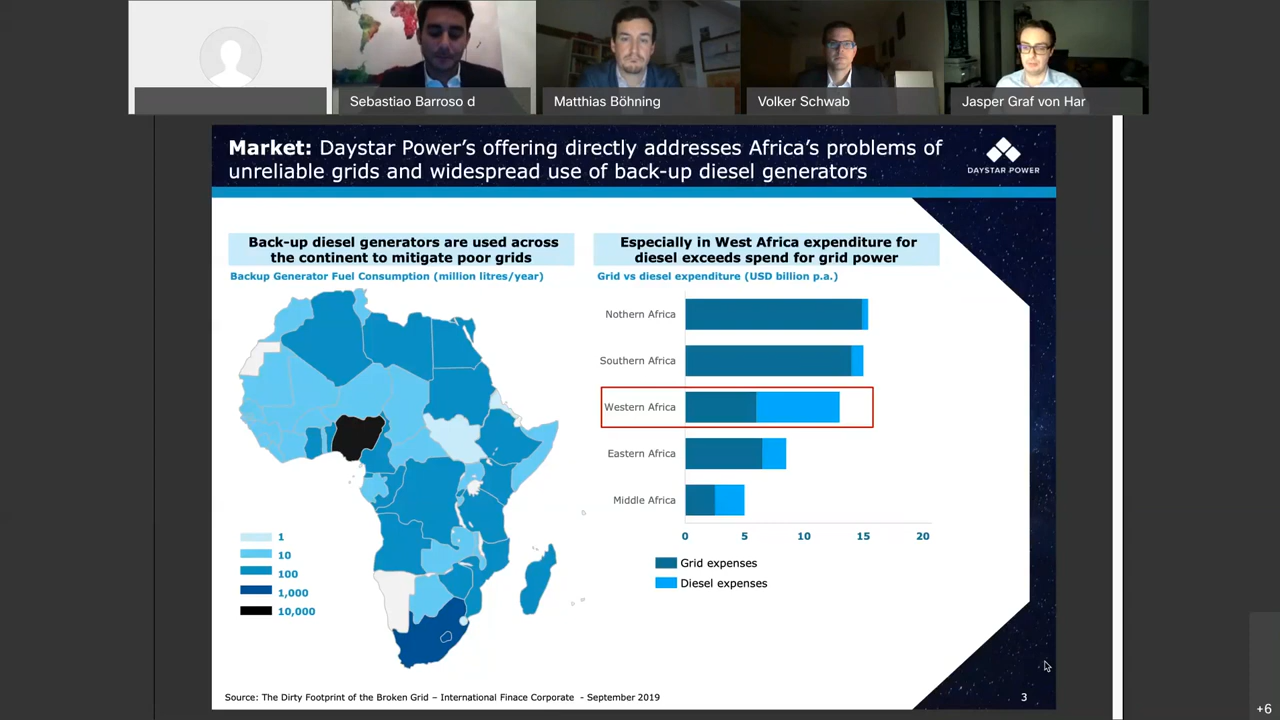 Sebastiao Barroso d
Matthias Böhning
Volker Schwab
Jasper Graf von Har
Market: Daystar Power's offering directly addresses Africa's problems of
unreliable grids and widespread use of back-up diesel generators
DAYSTAR POWER
Back-up diesel generators are used across
the continent to mitigate poor grids
Backup Generator Fuel Consumption (million litres/year)
1
10
100
1,000
10,000
Especially in West Africa expenditure for
diesel exceeds spend for grid power
Grid vs diesel expenditure (USD billion p.a.)
Nothern Africa
Southern Africa
Western Africa
Eastern Africa
Middle Africa
0 5 10 15 20
Grid expenses
Diesel expenses
Source: The Dirty Footprint of the Broken Grid – International Finace Corporate - September 2019
3
+6